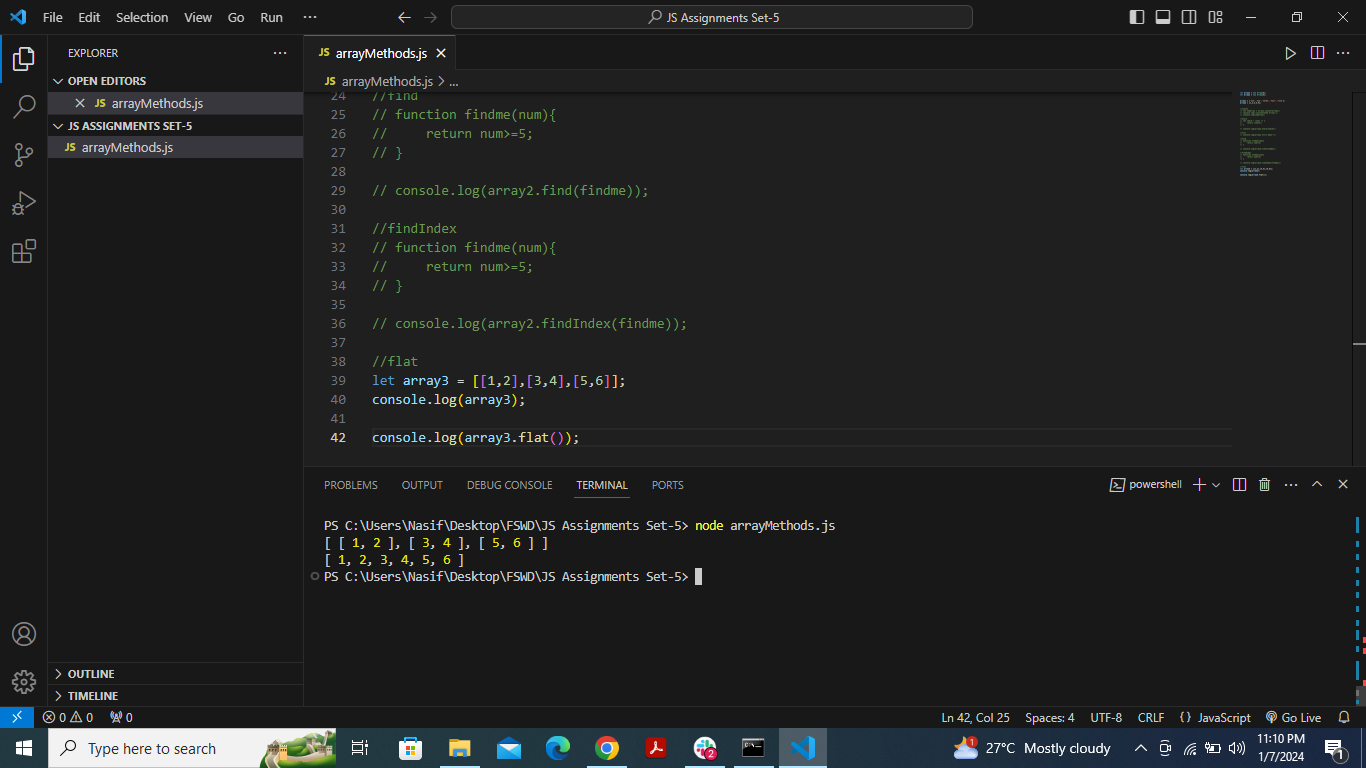 File Edit Selection View Go Run ··· JS Assignments Set-5
EXPLORER ···
OPEN EDITORS
JS arrayMethods.js
JS ASSIGNMENTS SET-5
JS arrayMethods.js
OUTLINE
TIMELINE
JS arrayMethods.js
JS arrayMethods.js > ...
24 //find
25 // function findme(num){
26 //     return num>=5;
27 // }
28
29 // console.log(array2.find(findme));
30
31 //findIndex
32 // function findme(num){
33 //     return num>=5;
34 // }
35
36 // console.log(array2.findIndex(findme));
37
38 //flat
39 let array3 = [[1,2],[3,4],[5,6]];
40 console.log(array3);
41
42 console.log(array3.flat());
PROBLEMS OUTPUT DEBUG CONSOLE TERMINAL PORTS powershell
PS C:\Users\Nasif\Desktop\FSWD\JS Assignments Set-5> node arrayMethods.js
[ [ 1, 2 ], [ 3, 4 ], [ 5, 6 ] ]
[ 1, 2, 3, 4, 5, 6 ]
PS C:\Users\Nasif\Desktop\FSWD\JS Assignments Set-5>
0 0 0 Ln 42, Col 25 Spaces: 4 UTF-8 CRLF {} JavaScript Go Live
Type here to search 2 1 27°C Mostly cloudy 11:10 PM 1
1/7/2024